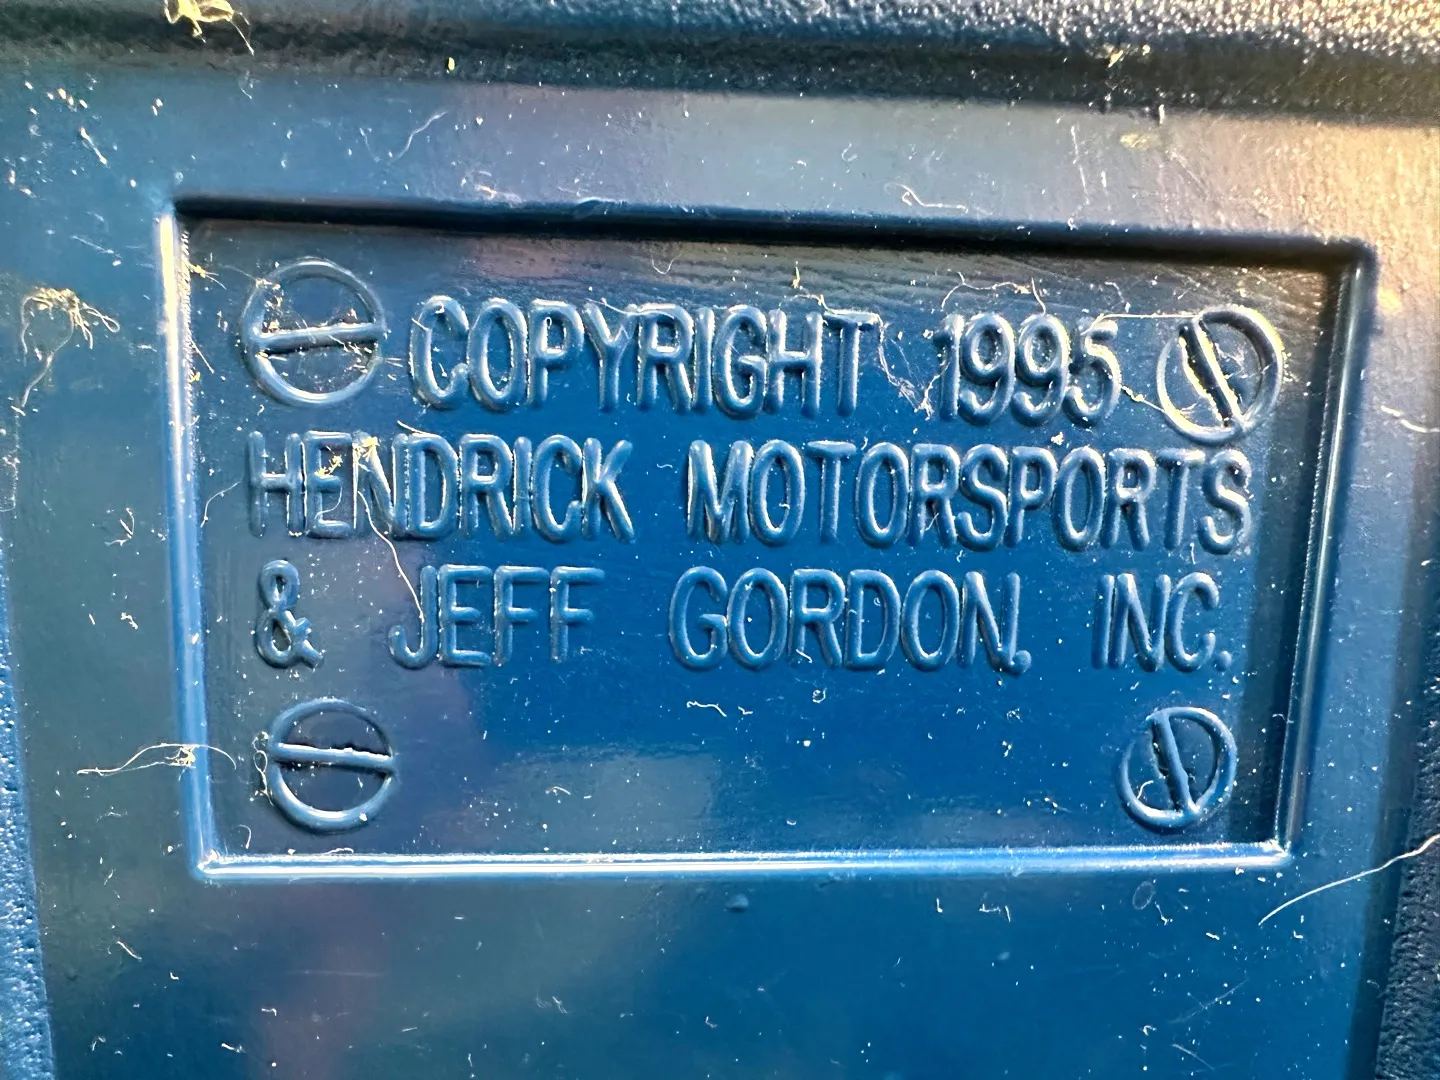 COPYRIGHT 1995
HENDRICK MOTORSPORTS
& JEFF GORDON, INC.